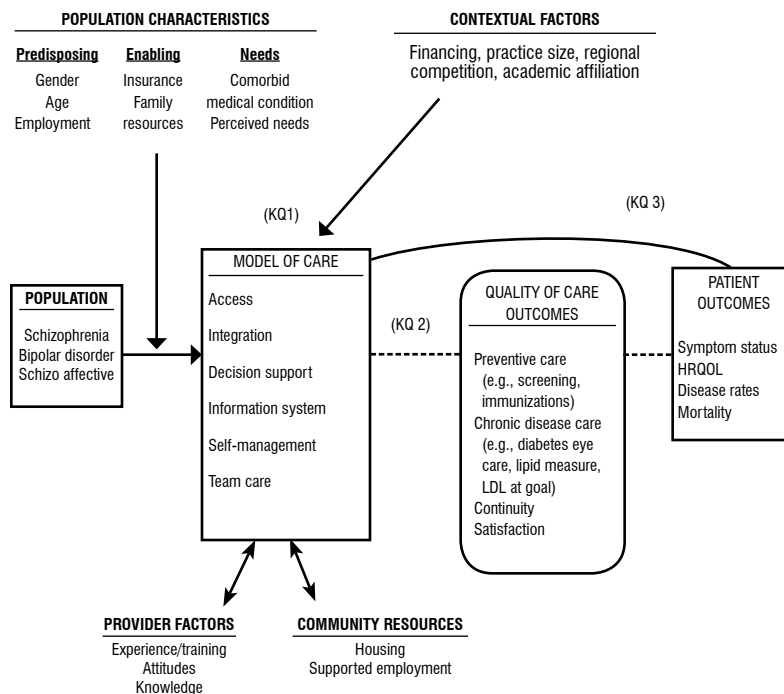 POPULATION CHARACTERISTICS
Predisposing
Gender
Age
Employment
Enabling
Insurance
Family
resources
Needs
Comorbid
medical condition
Perceived needs
CONTEXTUAL FACTORS
Financing, practice size, regional
competition, academic affiliation
(KQ1)
(KQ 3)
POPULATION
Schizophrenia
Bipolar disorder
Schizo affective
MODEL OF CARE
Access
Integration
Decision support
Information system
Self-management
Team care
(KQ 2)
QUALITY OF CARE
OUTCOMES
Preventive care
(e.g., screening,
immunizations)
Chronic disease care
(e.g., diabetes eye
care, lipid measure,
LDL at goal)
Continuity
Satisfaction
PATIENT
OUTCOMES
Symptom status
HRQOL
Disease rates
Mortality
PROVIDER FACTORS
Experience/training
Attitudes
Knowledge
COMMUNITY RESOURCES
Housing
Supported employment